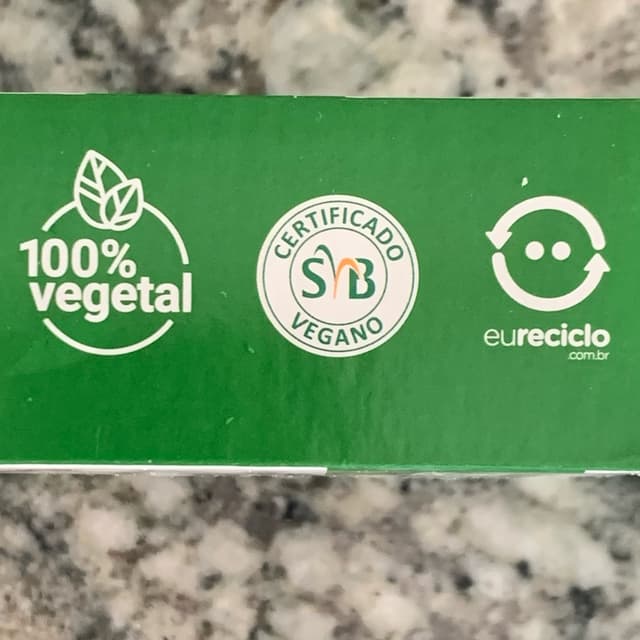 100%
vegetal
CERTIFICADO
SVB
VEGANO
eureciclo
.com.br